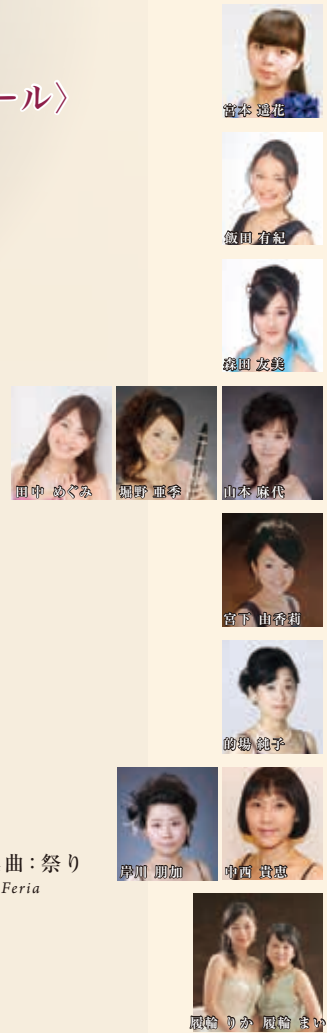 ール〉
宮本 遥花
飯田 有紀
森田 友美
田中 めぐみ
堀野 亜季
山本 麻代
宮下 由香莉
的場 純子
曲：祭り
Feria
岸川 朋加
中西 貴恵
履輪 りか 履輪 まい